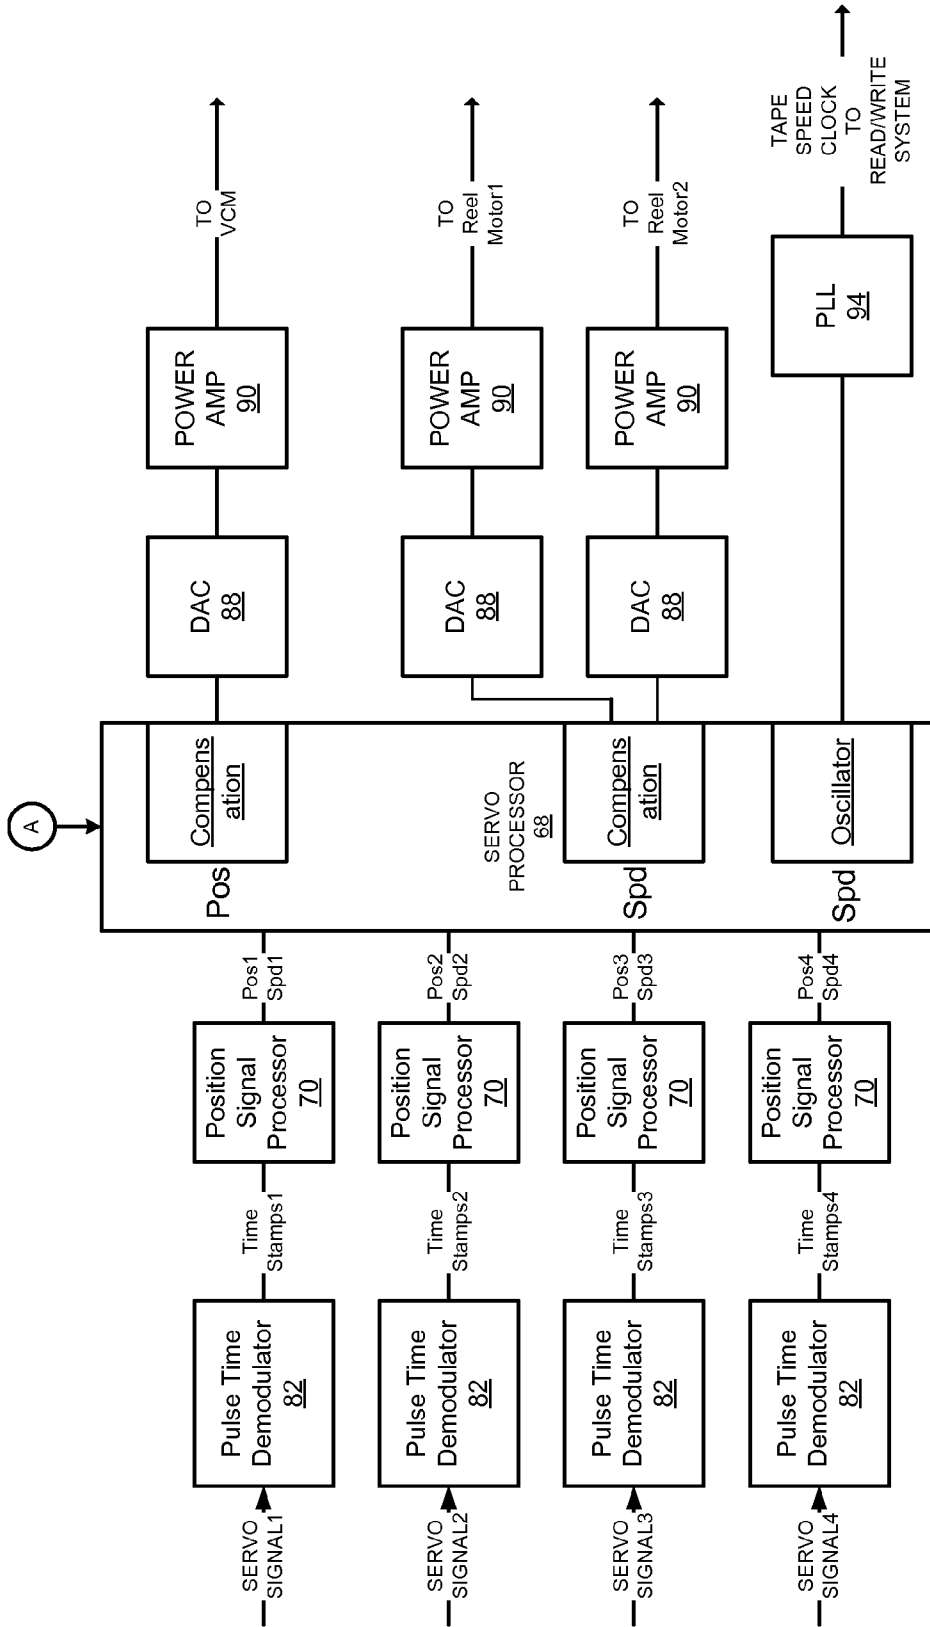 A
SERVO
SIGNAL1
Pulse Time
Demodulator
82
Time
Stamps1
Position
Signal
Processor
70
Pos1
Spd1
SERVO
SIGNAL2
Pulse Time
Demodulator
82
Time
Stamps2
Position
Signal
Processor
70
Pos2
Spd2
SERVO
SIGNAL3
Pulse Time
Demodulator
82
Time
Stamps3
Position
Signal
Processor
70
Pos3
Spd3
SERVO
SIGNAL4
Pulse Time
Demodulator
82
Time
Stamps4
Position
Signal
Processor
70
Pos4
Spd4
SERVO
PROCESSOR
68
Pos
Compens
ation
DAC
88
POWER
AMP
90
TO
VCM
Spd
Compens
ation
DAC
88
POWER
AMP
90
TO
Reel
Motor1
DAC
88
POWER
AMP
90
TO
Reel
Motor2
Spd
Oscillator
PLL
94
TAPE
SPEED
CLOCK
TO
READ/WRITE
SYSTEM